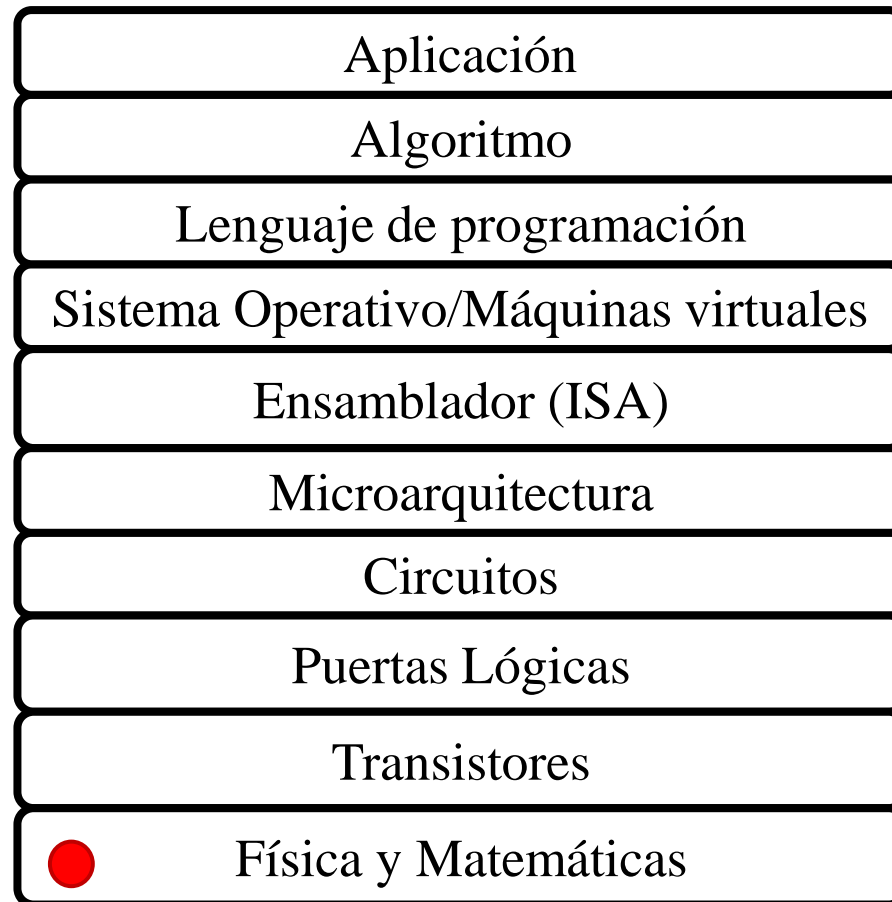 Aplicación
Algoritmo
Lenguaje de programación
Sistema Operativo/Máquinas virtuales
Ensamblador (ISA)
Microarquitectura
Circuitos
Puertas Lógicas
Transistores
Física y Matemáticas